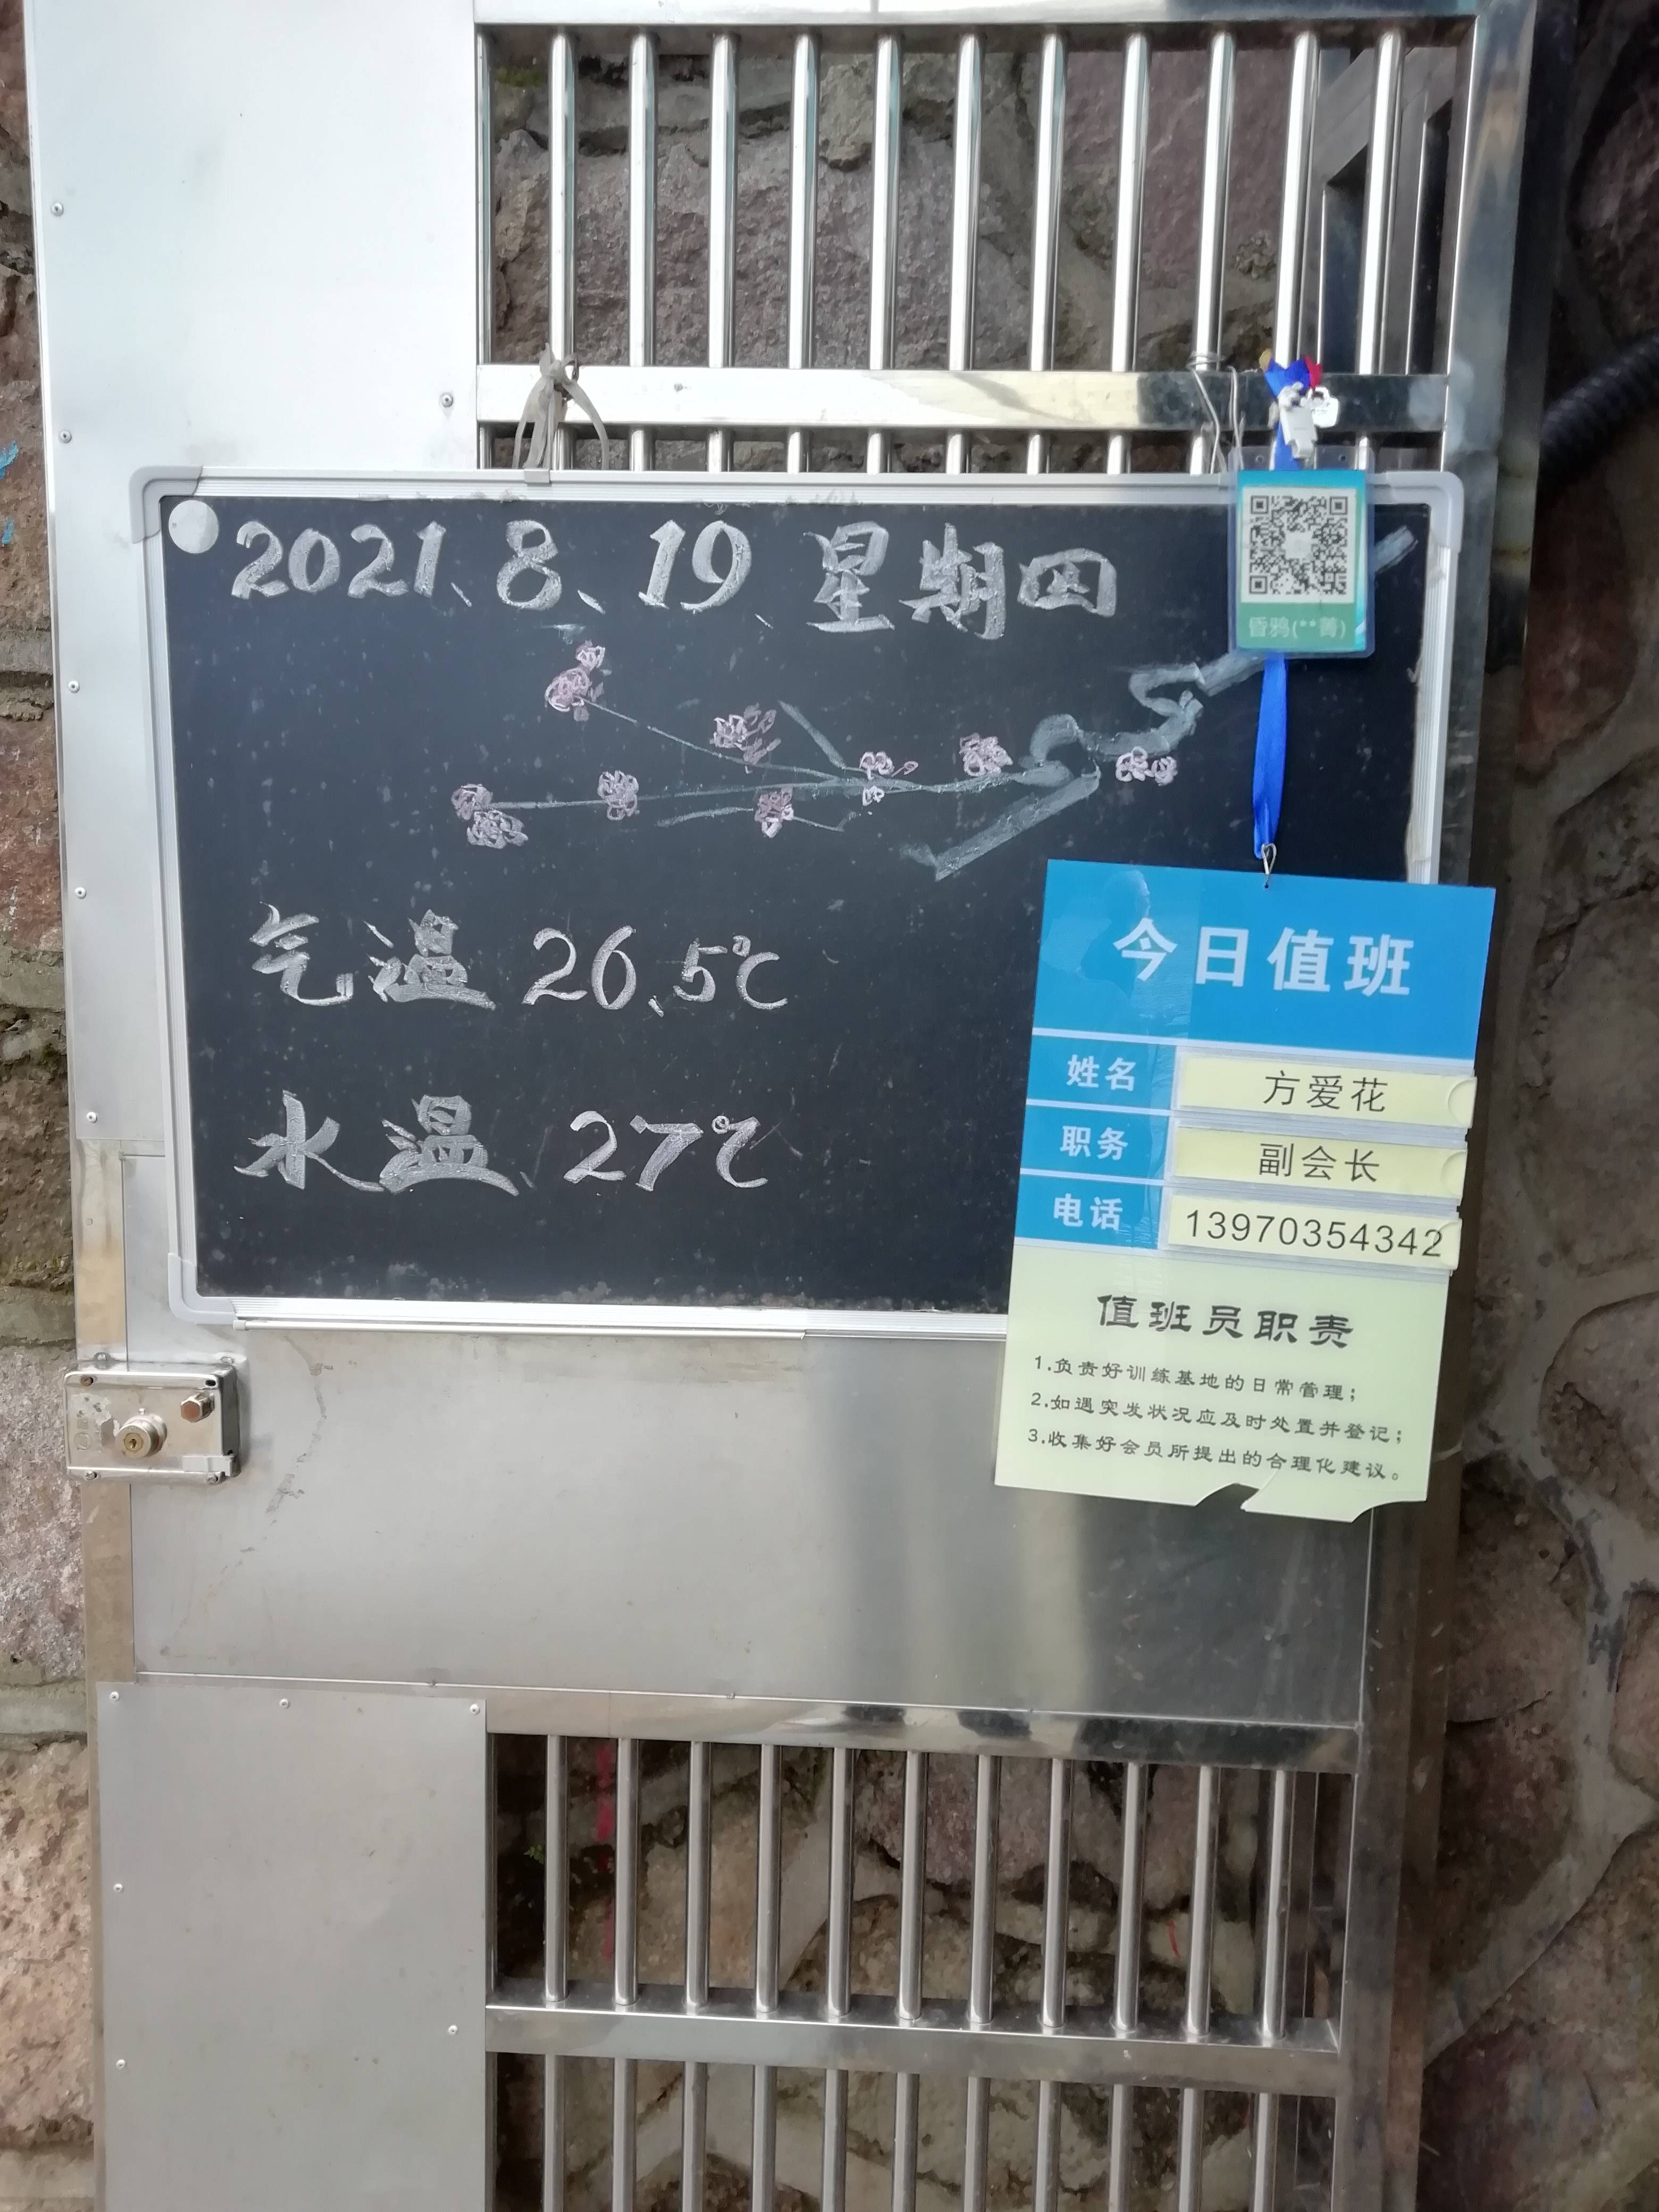 2021、8、19、星期四
昏鸦(**菁)
气温 26、5℃
水温、27℃
今日值班
姓名 方爱花
职务 副会长
电话 13970354342
值班员职责
1.负责好训练基地的日常管理；
2.如遇突发状况应及时处置并登记；
3.收集好会员所提出的合理化建议。